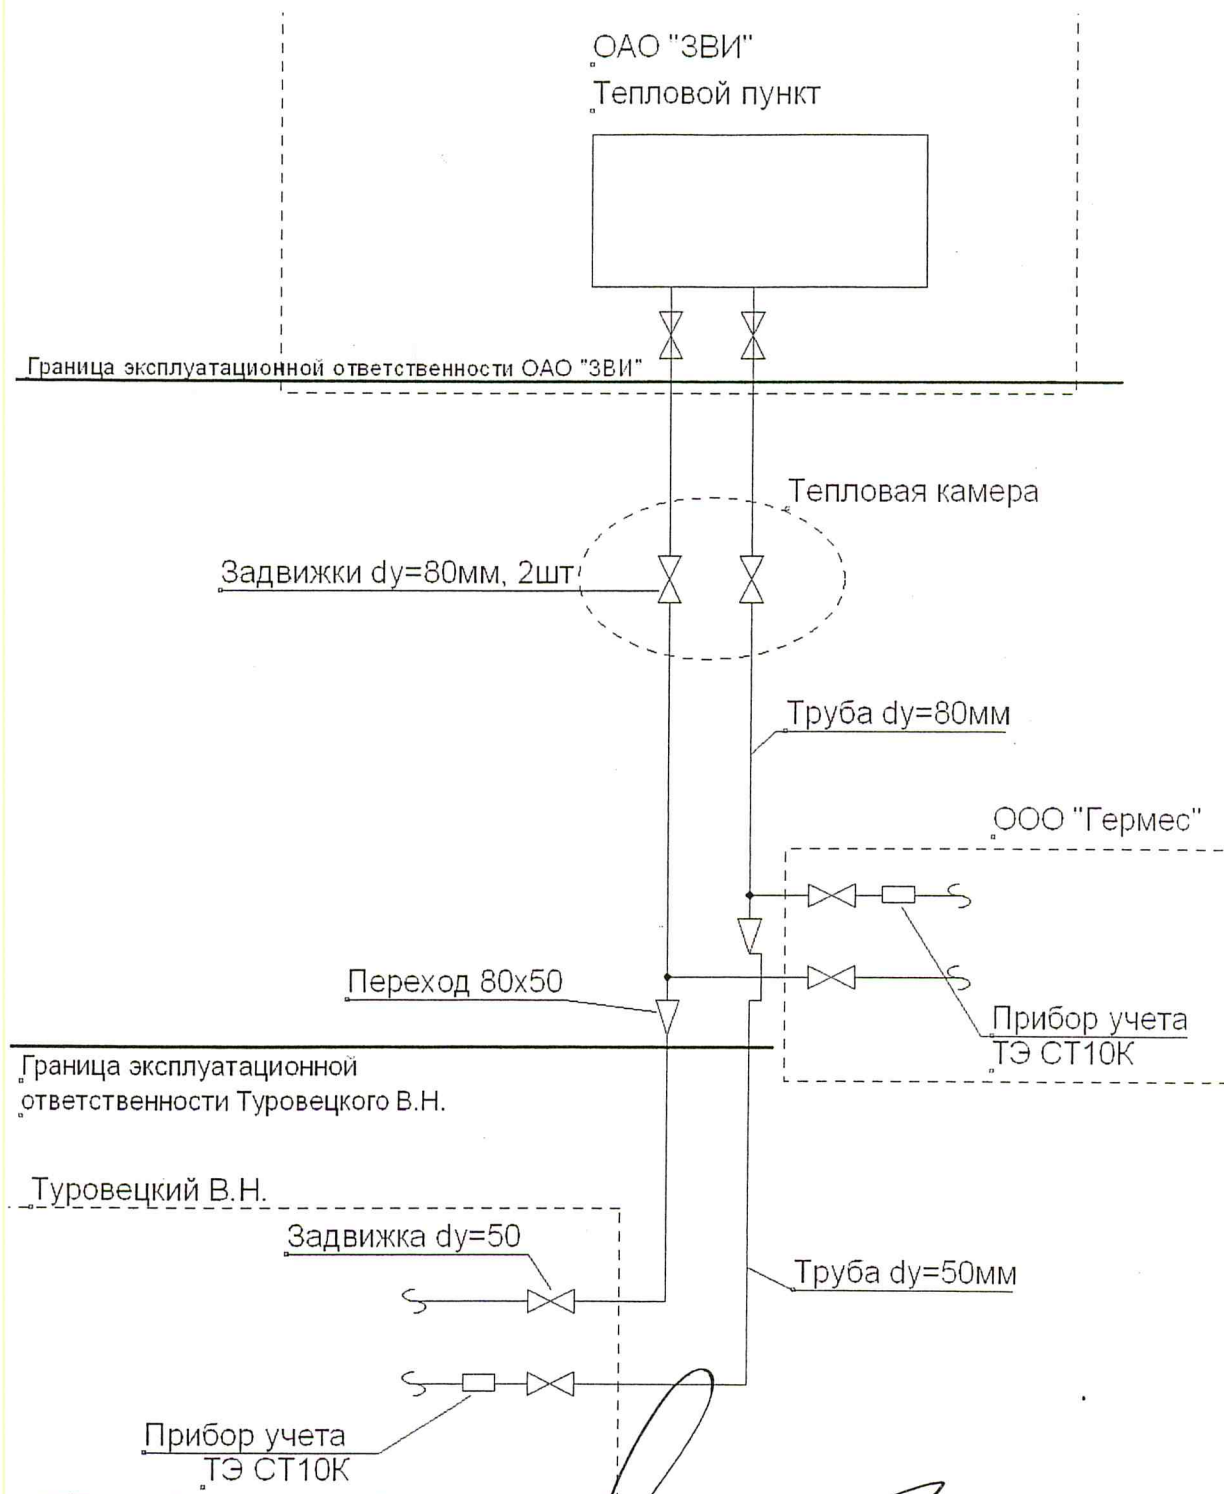 ОАО "ЗВИ"
Тепловой пункт
Граница эксплуатационной ответственности ОАО "ЗВИ"
Тепловая камера
Задвижки dy=80мм, 2шт
Труба dy=80мм
ООО "Гермес"
Переход 80х50
Прибор учета
ТЭ СТ10К
Граница эксплуатационной
ответственности Туровецкого В.Н.
Туровецкий В.Н.
Задвижка dy=50
Труба dy=50мм
Прибор учета
ТЭ СТ10К